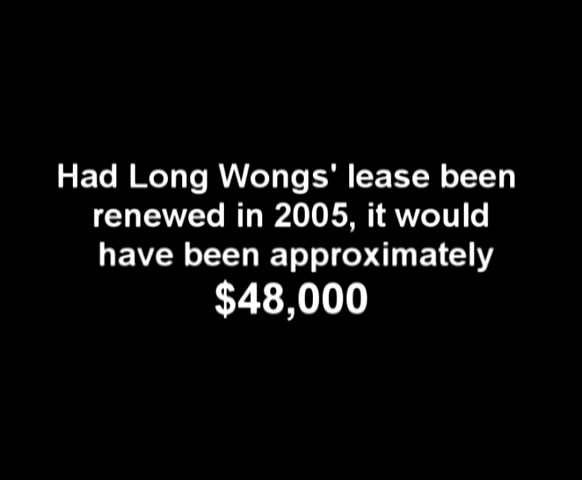 Had Long Wongs' lease been
renewed in 2005, it would
have been approximately
$48,000